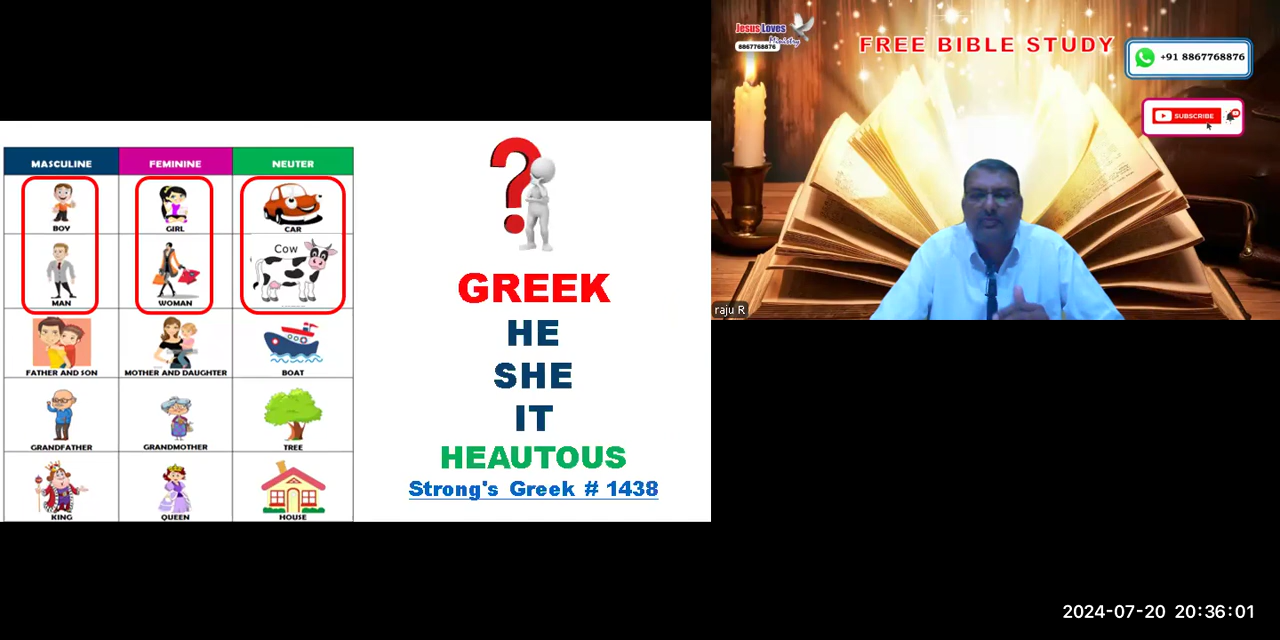 MASCULINE FEMININE NEUTER
BOY GIRL CAR
Cow
MAN WOMAN
FATHER AND SON MOTHER AND DAUGHTER BOAT
GRANDFATHER GRANDMOTHER TREE
KING QUEEN HOUSE
?
GREEK
HE
SHE
IT
HEAUTOUS
Strong's Greek # 1438
Jesus Loves
Ministry
8867768876
FREE BIBLE STUDY
+91 8867768876
SUBSCRIBE
raju R
2024-07-20 20:36:01